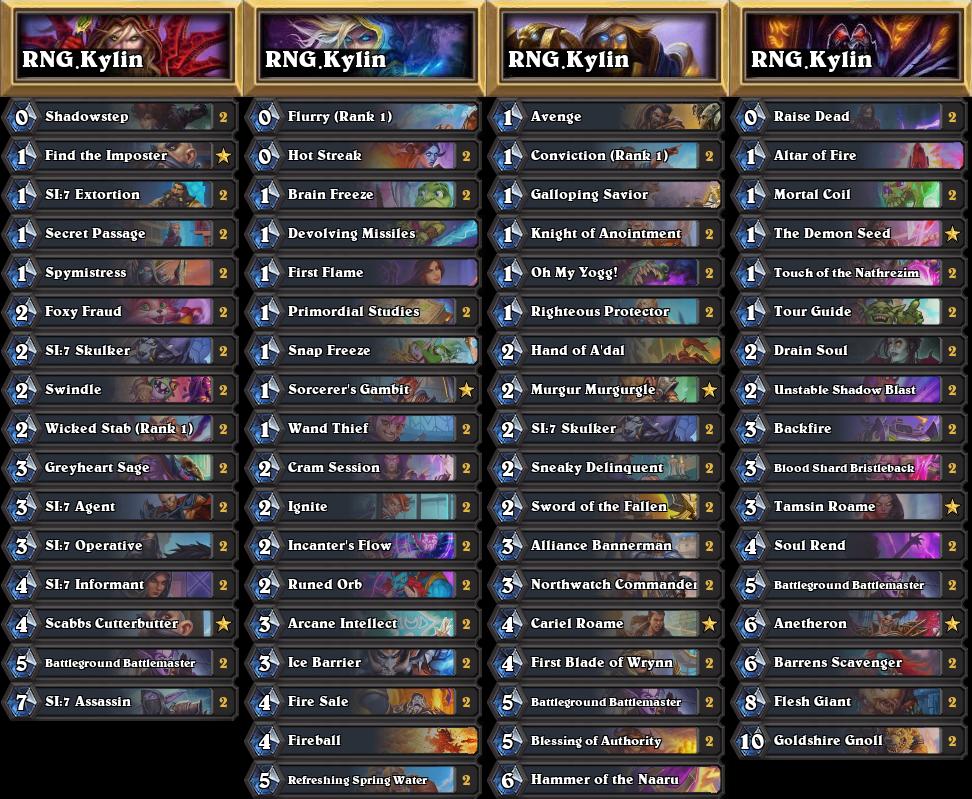 RNG.Kylin
0 Shadowstep 2
1 Find the Imposter
1 SI:7 Extortion 2
1 Secret Passage 2
1 Spymistress 2
2 Foxy Fraud 2
2 SI:7 Skulker 2
2 Swindle 2
2 Wicked Stab (Rank 1) 2
3 Greyheart Sage 2
3 SI:7 Agent 2
3 SI:7 Operative 2
4 SI:7 Informant 2
4 Scabbs Cutterbutter
5 Battleground Battlemaster 2
7 SI:7 Assassin 2
RNG.Kylin
0 Flurry (Rank 1)
0 Hot Streak 2
1 Brain Freeze 2
1 Devolving Missiles
1 First Flame
1 Primordial Studies 2
1 Snap Freeze
1 Sorcerer's Gambit
1 Wand Thief 2
2 Cram Session 2
2 Ignite 2
2 Incanter's Flow 2
2 Runed Orb 2
3 Arcane Intellect 2
3 Ice Barrier 2
4 Fire Sale 2
4 Fireball
5 Refreshing Spring Water 2
RNG.Kylin
1 Avenge
1 Conviction (Rank 1) 2
1 Galloping Savior
1 Knight of Anointment 2
1 Oh My Yogg! 2
1 Righteous Protector 2
2 Hand of A'dal
2 Murgur Murgurgle
2 SI:7 Skulker 2
2 Sneaky Delinquent 2
2 Sword of the Fallen 2
3 Alliance Bannerman 2
3 Northwatch Commander 2
4 Cariel Roame
4 First Blade of Wrynn 2
5 Battleground Battlemaster 2
5 Blessing of Authority 2
6 Hammer of the Naaru
RNG.Kylin
0 Raise Dead 2
1 Altar of Fire
1 Mortal Coil 2
1 The Demon Seed
1 Touch of the Nathrezim 2
1 Tour Guide 2
2 Drain Soul 2
2 Unstable Shadow Blast 2
3 Backfire 2
3 Blood Shard Bristleback 2
3 Tamsin Roame
4 Soul Rend 2
5 Battleground Battlemaster 2
6 Anetheron
6 Barrens Scavenger 2
8 Flesh Giant 2
10 Goldshire Gnoll 2